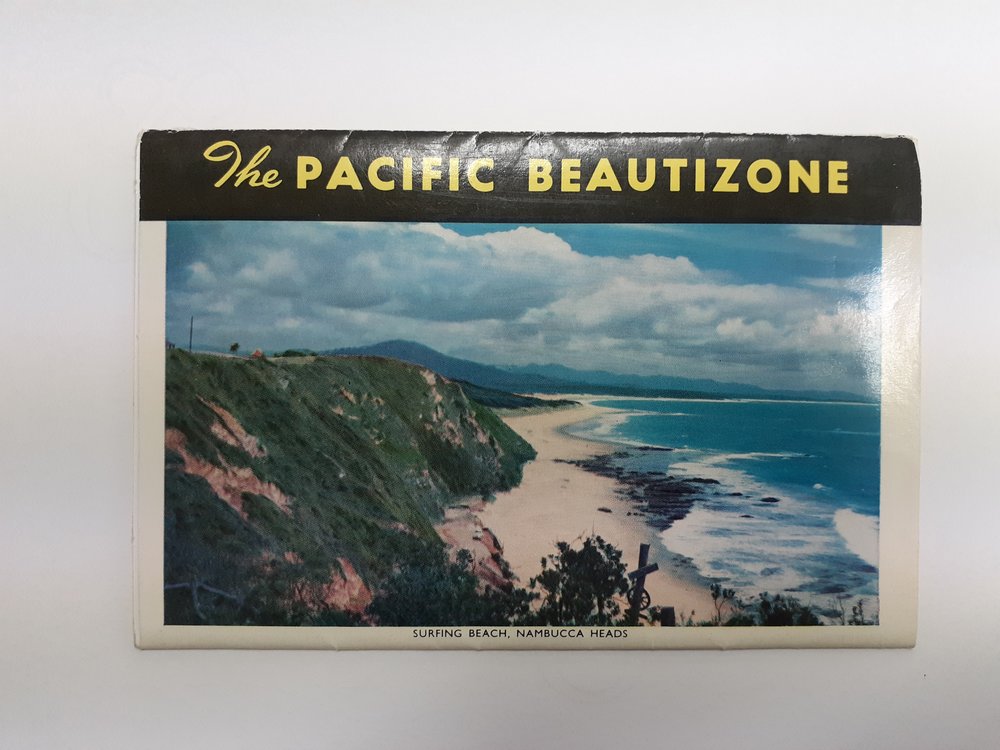 The PACIFIC BEAUTIZONE
SURFING BEACH, NAMBUCCA HEADS